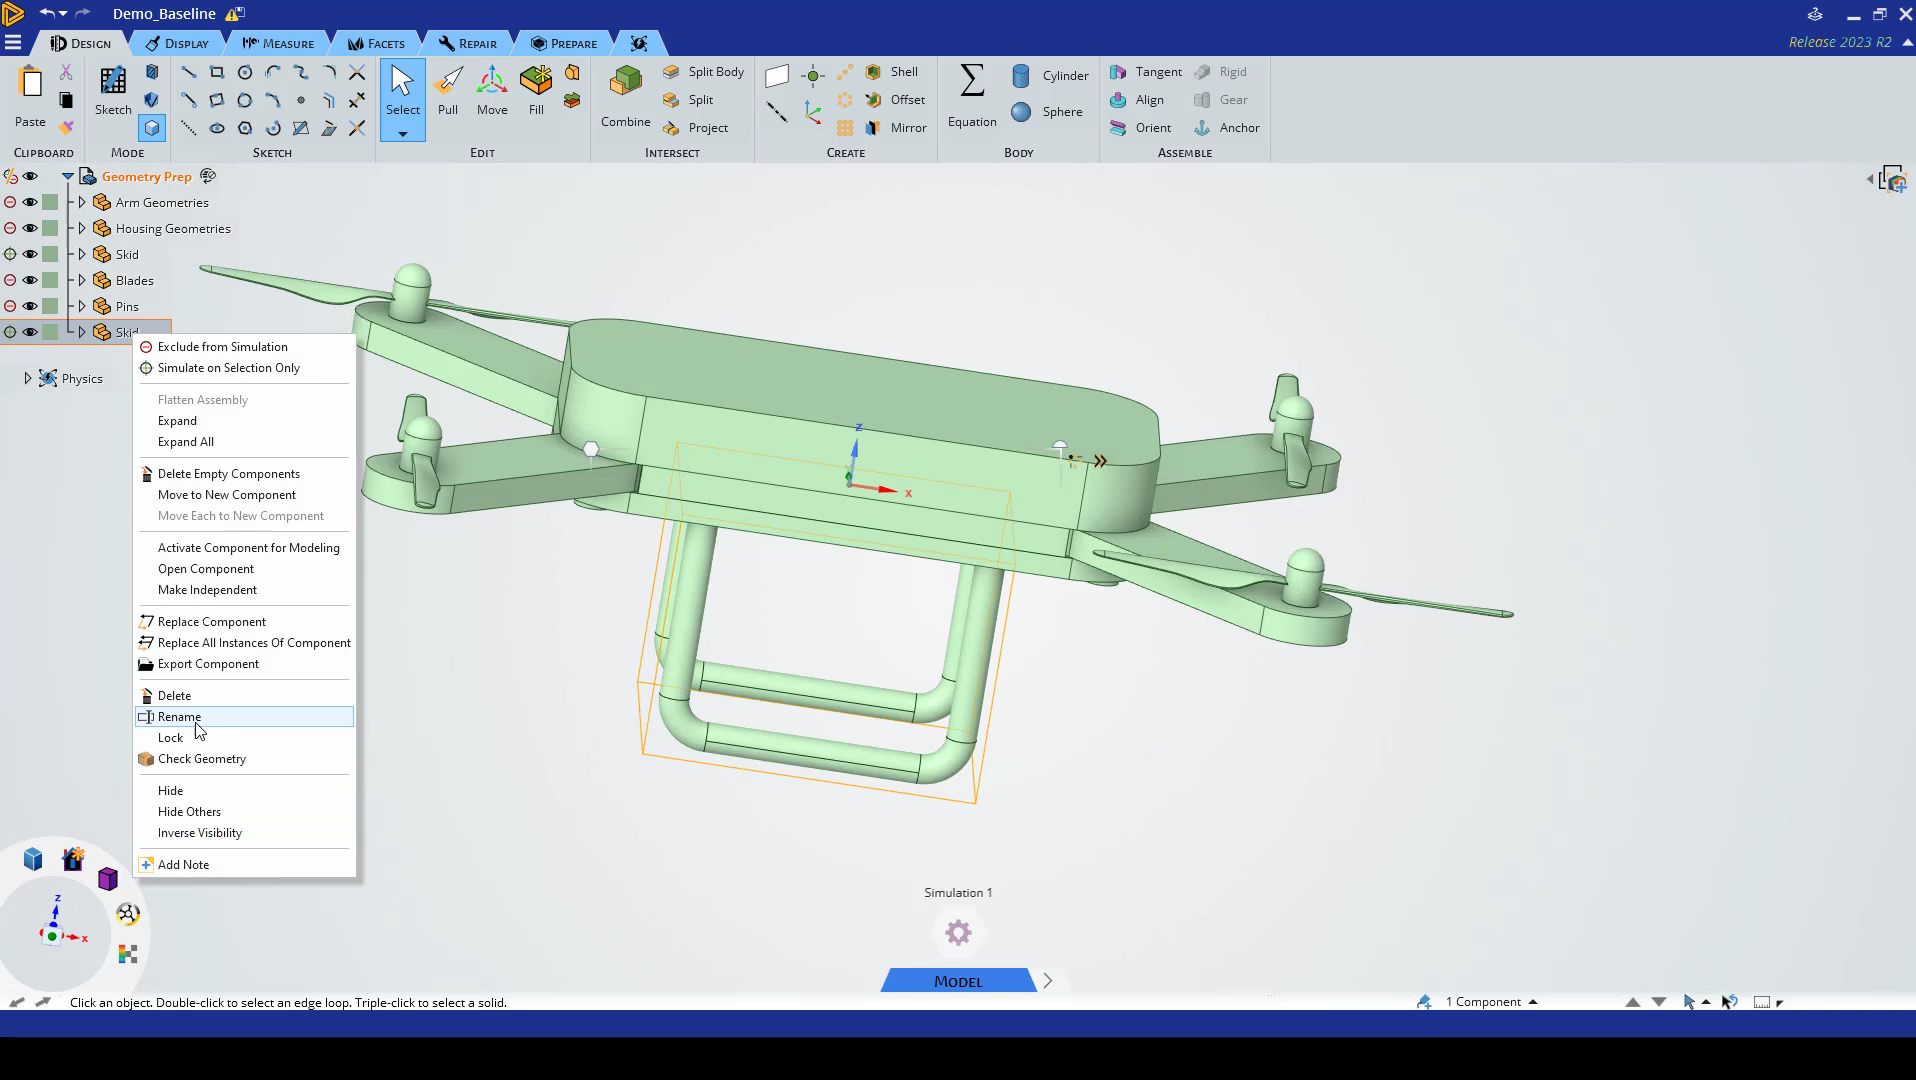 Demo_Baseline
DESIGN
DISPLAY
MEASURE
FACETS
REPAIR
PREPARE
Release 2023 R2
Paste
Sketch
Select
Pull
Move
Fill
Combine
Split Body
Split
Project
Shell
Offset
Mirror
Equation
Cylinder
Sphere
Tangent
Align
Orient
Rigid
Gear
Anchor
CLIPBOARD
MODE
SKETCH
EDIT
INTERSECT
CREATE
BODY
ASSEMBLE
Geometry Prep
Arm Geometries
Housing Geometries
Skid
Blades
Pins
Physics
Exclude from Simulation
Simulate on Selection Only
Flatten Assembly
Expand
Expand All
Delete Empty Components
Move to New Component
Move Each to New Component
Activate Component for Modeling
Open Component
Make Independent
Replace Component
Replace All Instances Of Component
Export Component
Delete
Rename
Lock
Check Geometry
Hide
Hide Others
Inverse Visibility
Add Note
Z
X
Z
X
Simulation 1
MODEL
Click an object. Double-click to select an edge loop. Triple-click to select a solid.
1 Component